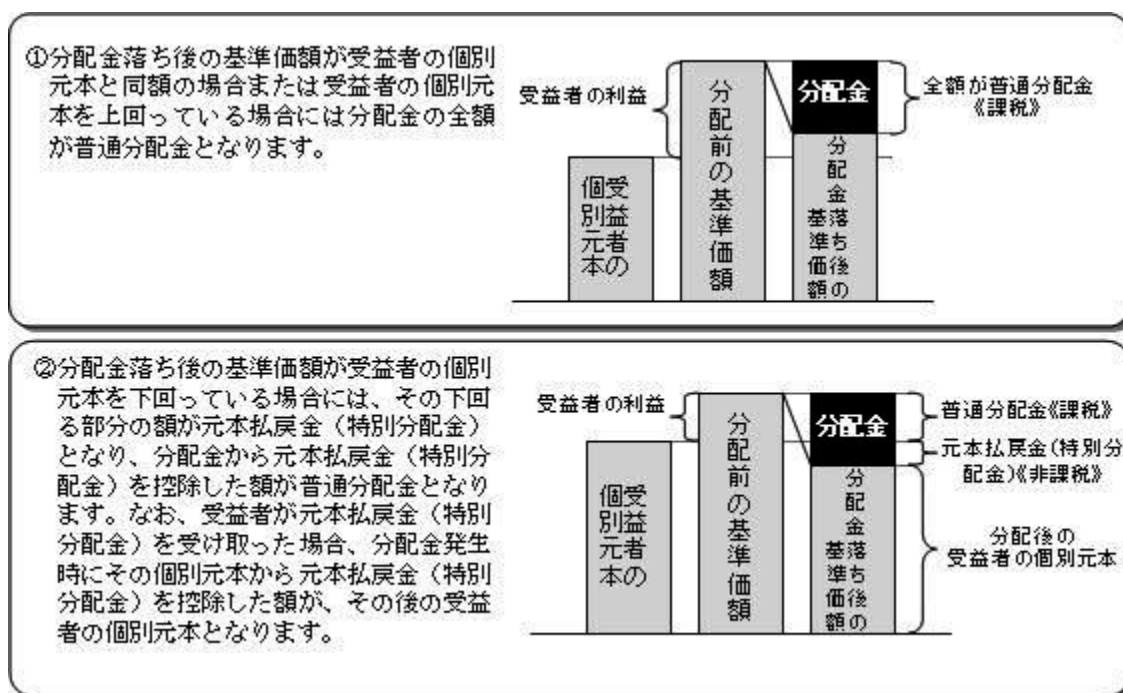 ①分配金落ち後の基準価額が受益者の個別
元本と同額の場合または受益者の個別元
本を上回っている場合には分配金の全額
が普通分配金となります。
受益者の利益
受益者の
個別元本
分配前の基準価額
分配金
分配金落ち後の
基準価額
全額が普通分配金
《課税》
②分配金落ち後の基準価額が受益者の個別
元本を下回っている場合には、その下回
る部分の額が元本払戻金(特別分配金)
となり、分配金から元本払戻金(特別分
配金)を控除した額が普通分配金となり
ます。なお、受益者が元本払戻金(特別
分配金)を受け取った場合、分配金発生
時にその個別元本から元本払戻金(特別
分配金)を控除した額が、その後の受益
者の個別元本となります。
受益者の利益
受益者の
個別元本
分配前の基準価額
分配金
分配金落ち後の
基準価額
普通分配金《課税》
元本払戻金(特別分
配金)《非課税》
分配後の
受益者の個別元本